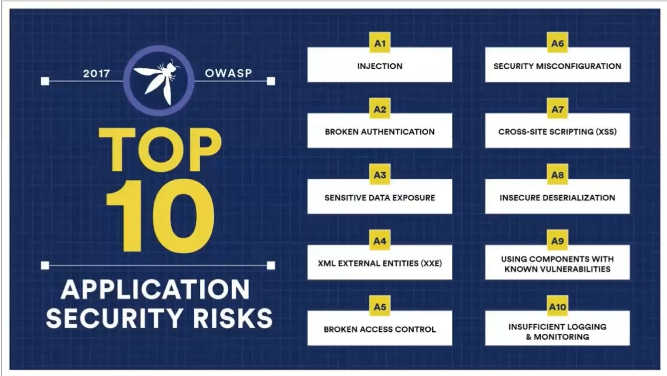 2017 OWASP
TOP
10
APPLICATION
SECURITY RISKS
A1
INJECTION
A2
BROKEN AUTHENTICATION
A3
SENSITIVE DATA EXPOSURE
A4
XML EXTERNAL ENTITIES (XXE)
A5
BROKEN ACCESS CONTROL
A6
SECURITY MISCONFIGURATION
A7
CROSS-SITE SCRIPTING (XSS)
A8
INSECURE DESERIALIZATION
A9
USING COMPONENTS WITH
KNOWN VULNERABILITIES
A10
INSUFFICIENT LOGGING
& MONITORING